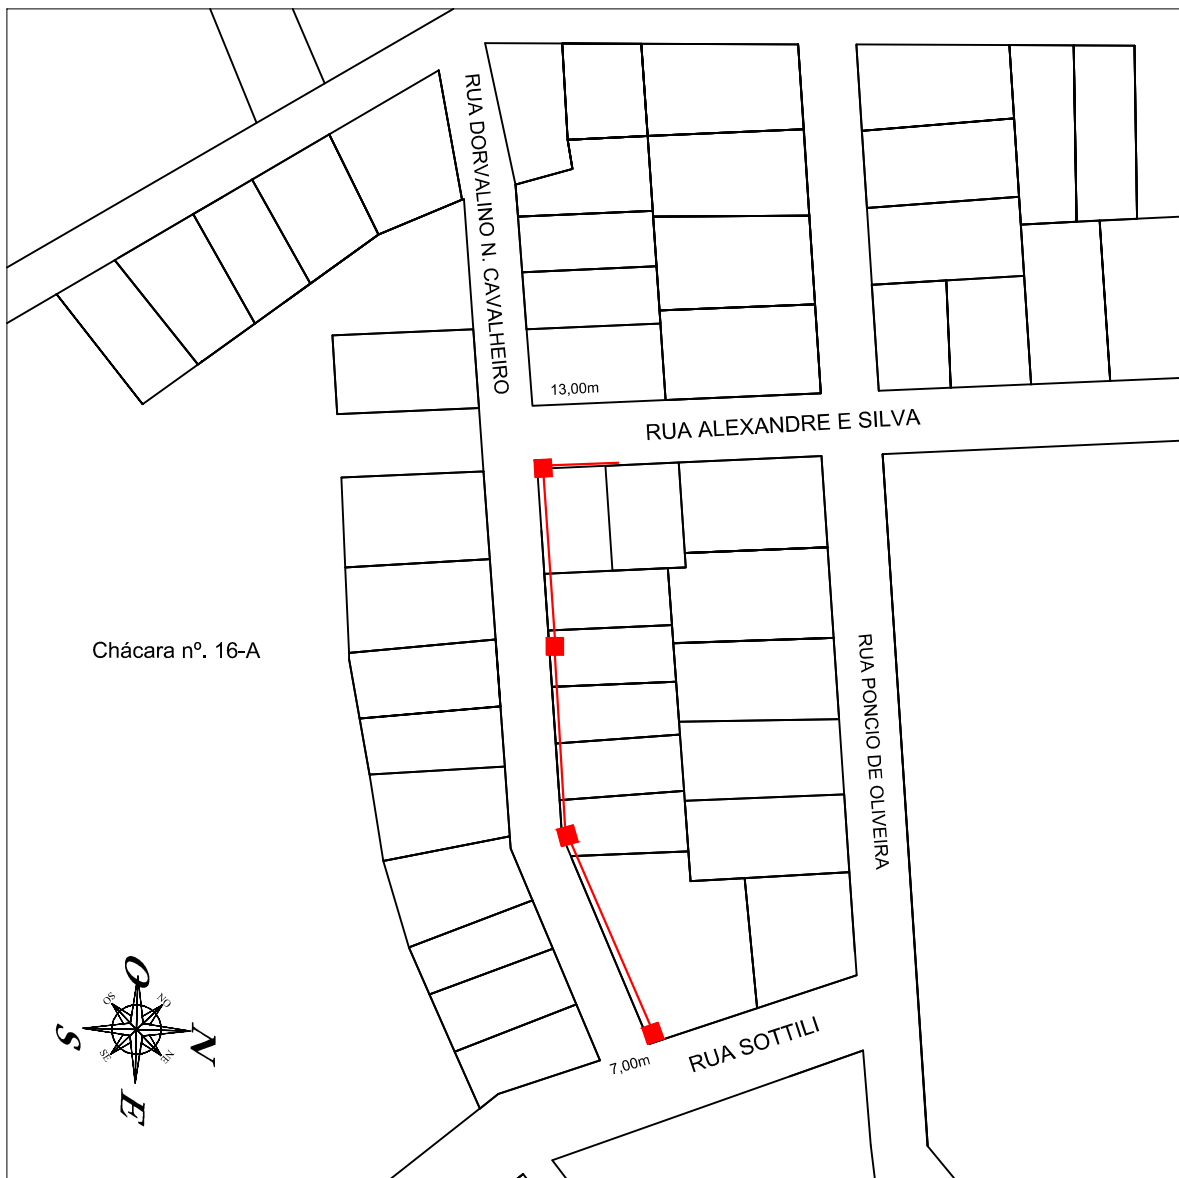 RUA DORVALINO N. CAVALHEIRO
13,00m
RUA ALEXANDRE E SILVA
Chácara nº. 16-A
RUA PONCIO DE OLIVEIRA
O
OS
NO
S
N
SE
NE
E
RUA SOTTILI
7,00m